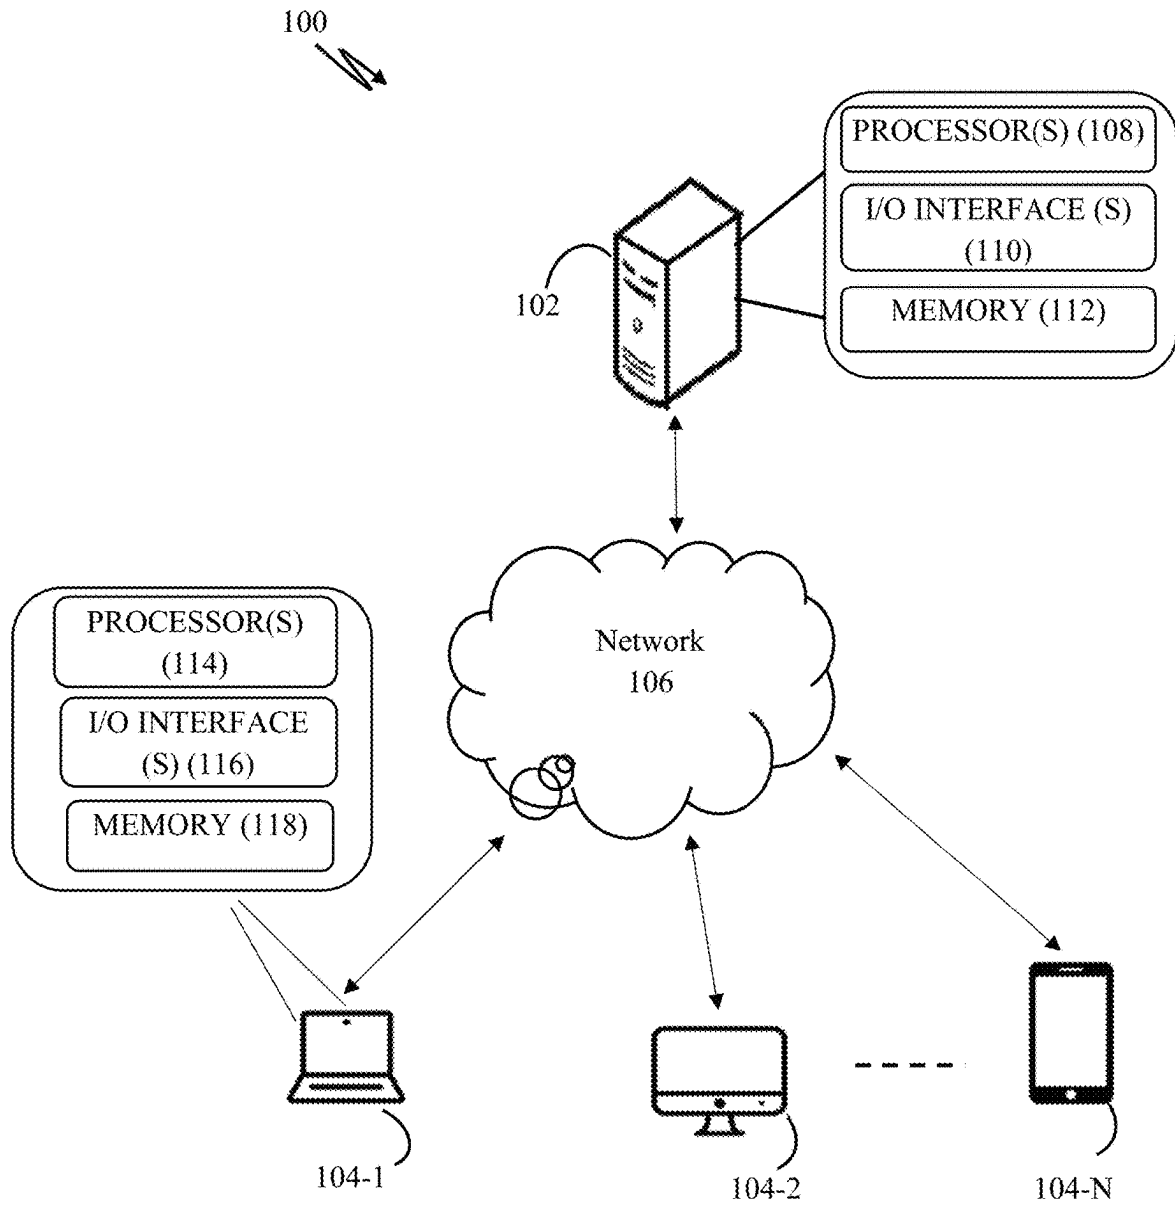 100
PROCESSOR(S) (108)
I/O INTERFACE (S)
(110)
MEMORY (112)
102
Network
106
PROCESSOR(S)
(114)
I/O INTERFACE
(S) (116)
MEMORY (118)
104-1
104-2
104-N